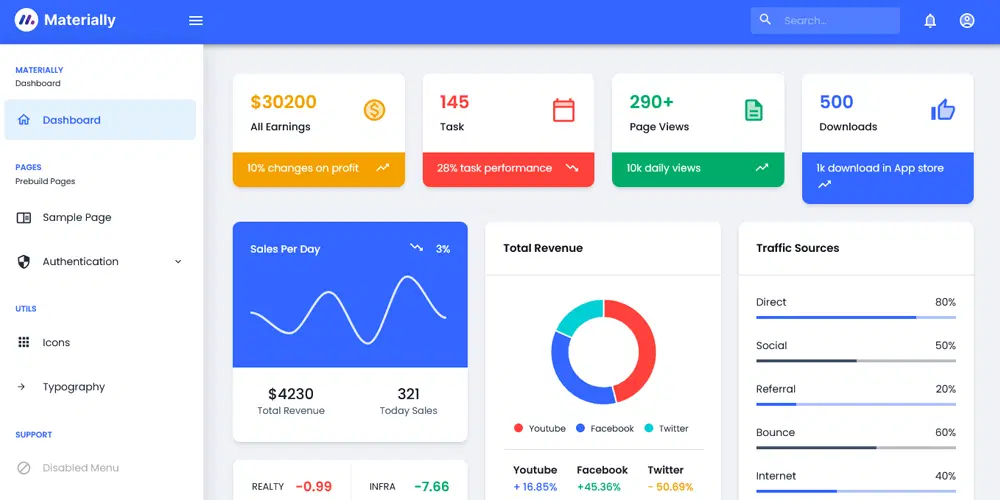 Materially
Search...
MATERIALLY
Dashboard
Dashboard
PAGES
Prebuild Pages
Sample Page
Authentication
UTILS
Icons
Typography
SUPPORT
Disabled Menu
$30200
All Earnings
10% changes on profit
145
Task
28% task performance
290+
Page Views
10k daily views
500
Downloads
1k download in App store
Sales Per Day
3%
$4230
Total Revenue
321
Today Sales
REALTY -0.99
INFRA -7.66
Total Revenue
Youtube Facebook Twitter
Youtube Facebook Twitter
+ 16.85% +45.36% - 50.69%
Traffic Sources
Direct 80%
Social 50%
Referral 20%
Bounce 60%
Internet 40%